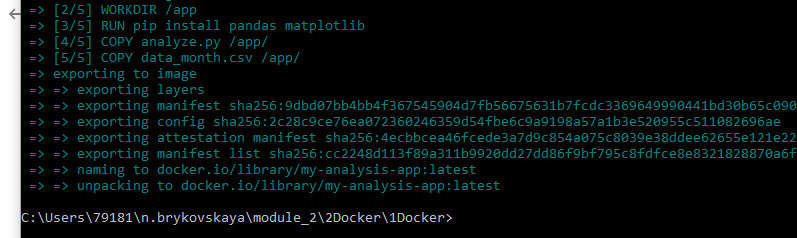 => [2/5] WORKDIR /app
=> [3/5] RUN pip install pandas matplotlib
=> [4/5] COPY analyze.py /app/
=> [5/5] COPY data_month.csv /app/
=> exporting to image
=> => exporting layers
=> => exporting manifest sha256:9dbd07bb4bb4f367545904d7fb56675631b7fcdc3369649990441bd30b65c090
=> => exporting config sha256:2c28c9ce76ea072360246359d54fbe6c9a9198a57a1b3e520955c511082696ae
=> => exporting attestation manifest sha256:4ecbbcea46fcede3a7d9c854a075c8039e38ddee62655e121e22
=> => exporting manifest list sha256:cc2248d113f89a311b9920dd27dd86f9bf795c8fdfce8e8321828870a6f
=> => naming to docker.io/library/my-analysis-app:latest
=> => unpacking to docker.io/library/my-analysis-app:latest
C:\Users\79181\n.brykovskaya\module_2\2Docker\1Docker>